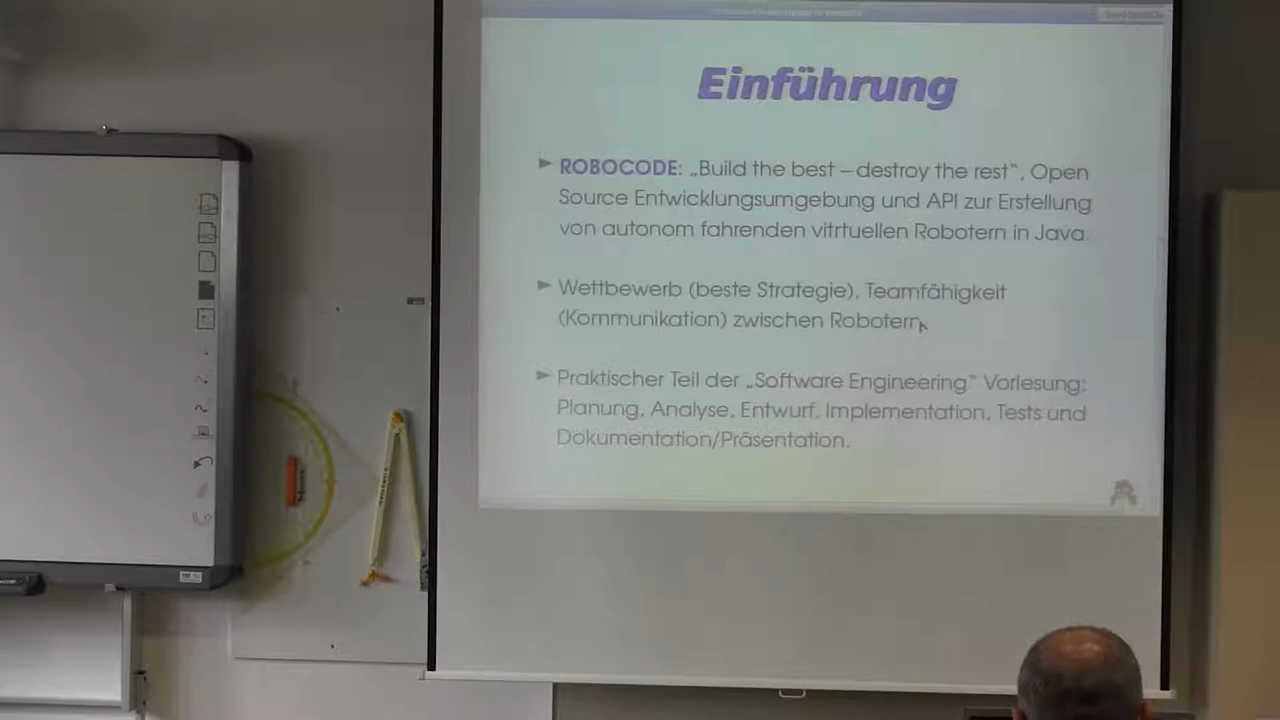 Einführung
ROBOCODE: „Build the best – destroy the rest“, Open
Source Entwicklungsumgebung und API zur Erstellung
von autonom fahrenden vitrtuellen Robotern in Java.
Wettbewerb (beste Strategie), Teamfähigkeit
(Kommunikation) zwischen Robotern
Praktischer Teil der „Software Engineering“ Vorlesung:
Planung, Analyse, Entwurf, Implementation, Tests und
Dokumentation/Präsentation.